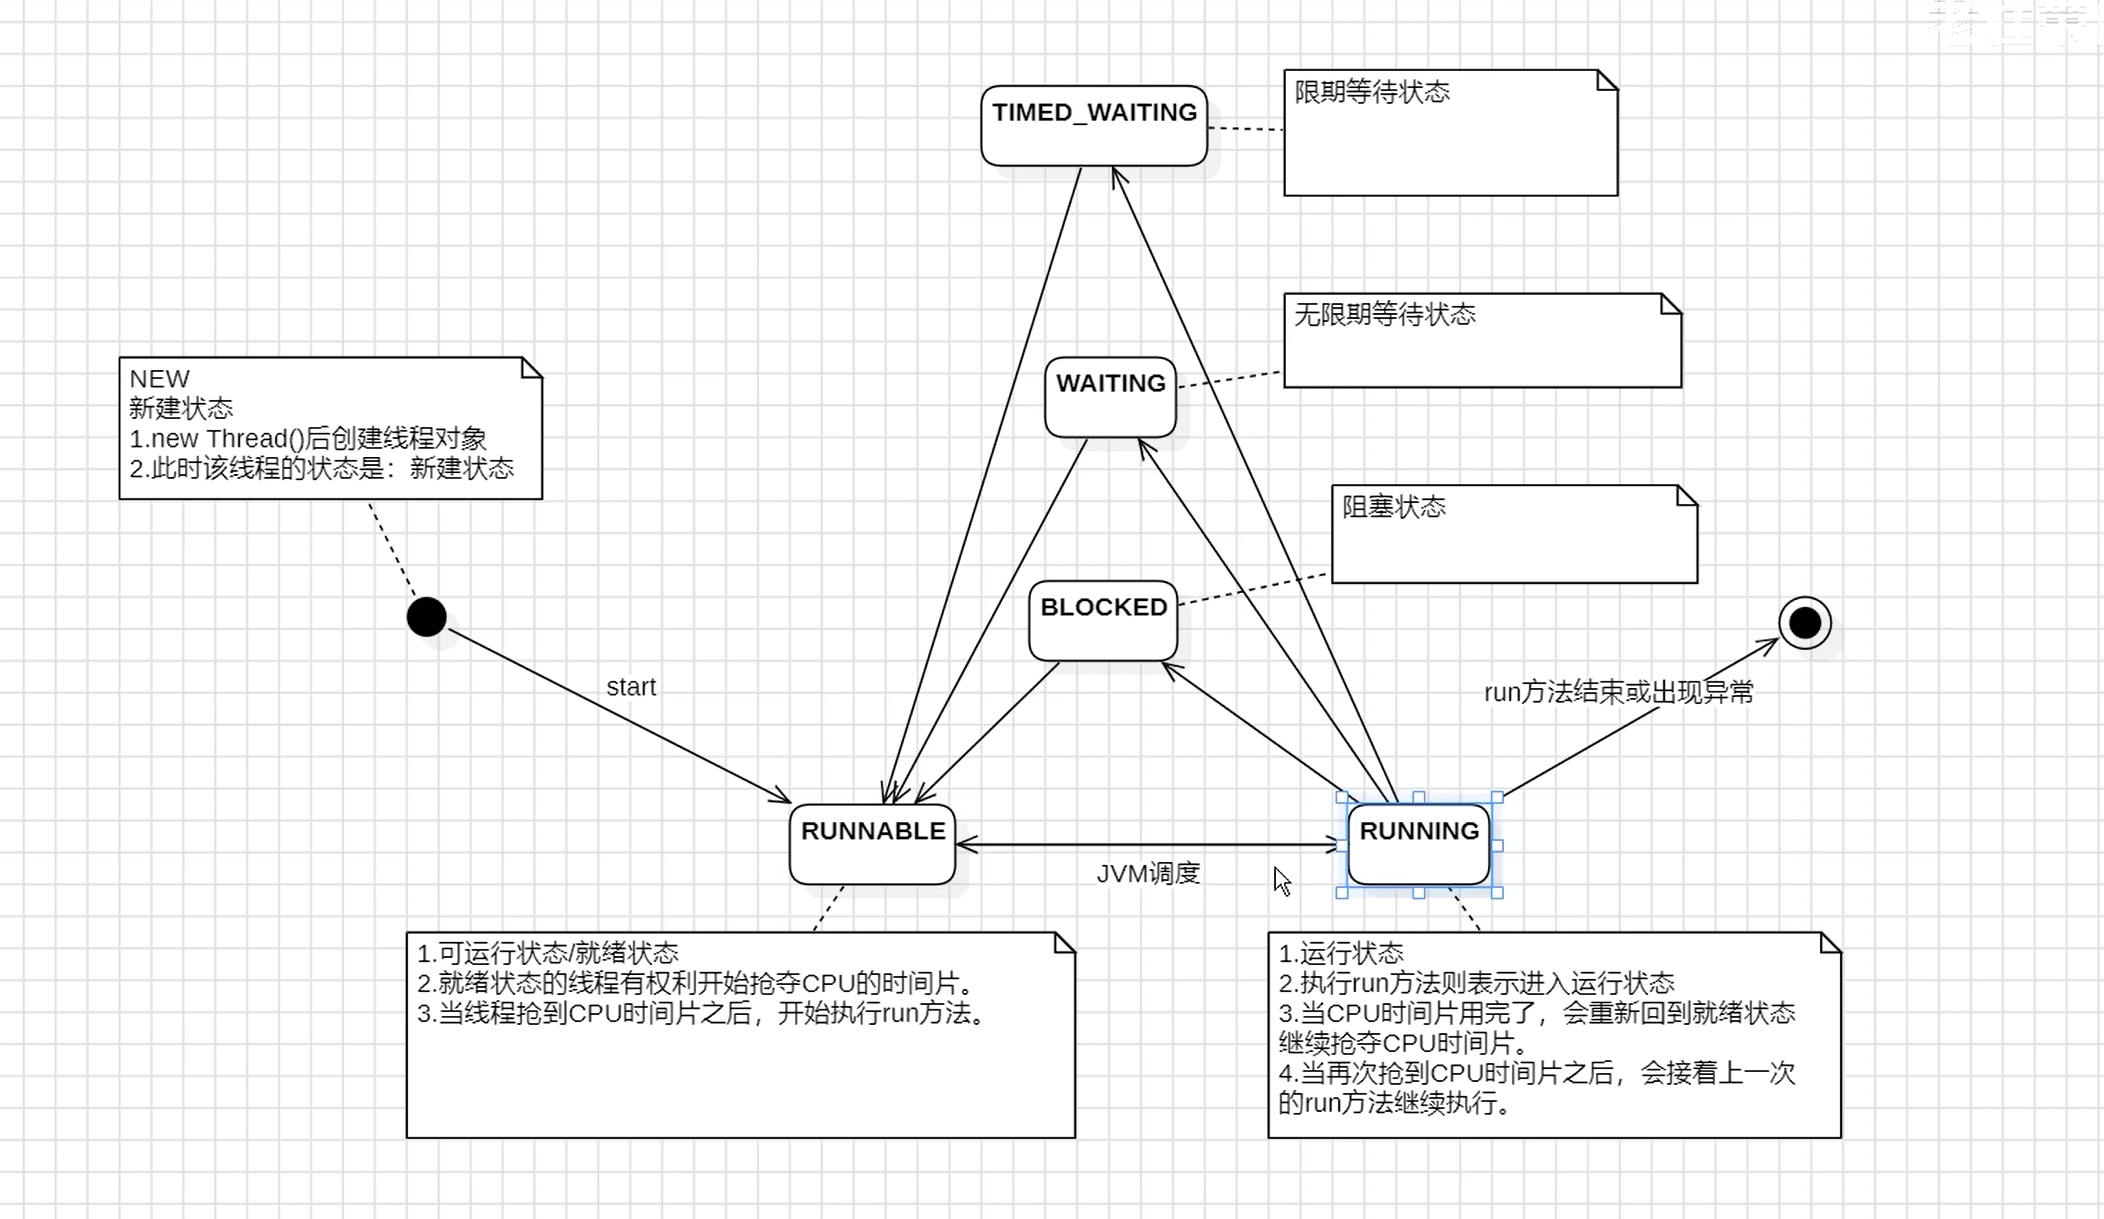 TIMED_WAITING
限期等待状态
WAITING
无限期等待状态
NEW
新建状态
1.new Thread()后创建线程对象
2.此时该线程的状态是：新建状态
BLOCKED
阻塞状态
start
run方法结束或出现异常
RUNNABLE
JVM调度
RUNNING
1.可运行状态/就绪状态
2.就绪状态的线程有权利开始抢夺CPU的时间片。
3.当线程抢到CPU时间片之后，开始执行run方法。
1.运行状态
2.执行run方法则表示进入运行状态
3.当CPU时间片用完了，会重新回到就绪状态
继续抢夺CPU时间片。
4.当再次抢到CPU时间片之后，会接着上一次
的run方法继续执行。